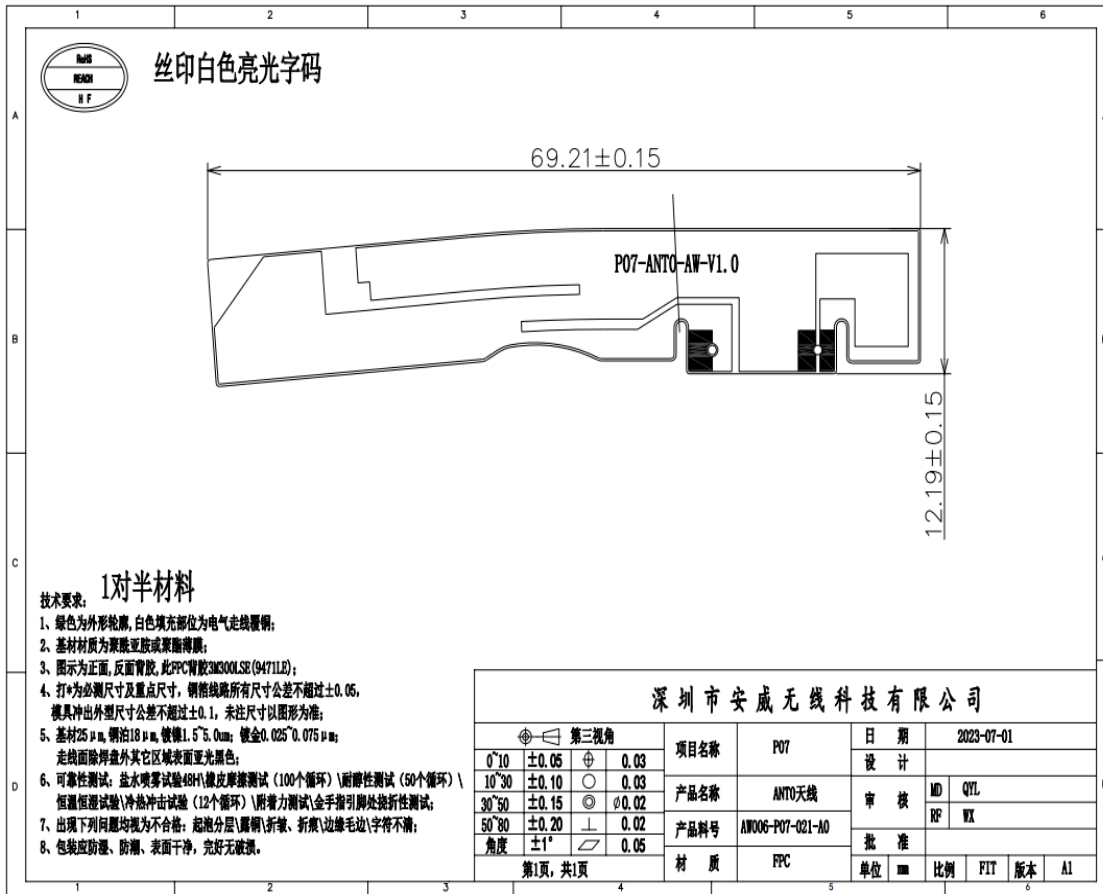 1 2 3 4 5 6
RoHS
REACH
H F
丝印白色亮光字码
A
69.21±0.15
P07-ANT0-AW-V1.0
B
12.19±0.15
C
1对半材料
技术要求:
1、绿色为外形轮廓,白色填充部位为电气走线覆铜;
2、基材材质为聚酰亚胺或聚酯薄膜;
3、图示为正面,反面背胶,此FPC背胶3M300LSE(9471LE);
4、打*为必测尺寸及重点尺寸，铜箔线路所有尺寸公差不超过±0.05,
模具冲出外型尺寸公差不超过±0.1，未注尺寸以图形为准;
5、基材25μm,铜泊18μm,镀镍1.5~5.0um; 镀金0.025~0.075μm;
走线面除焊盘外其它区域表面亚光黑色;
6、可靠性测试: 盐水喷雾试验48H\橡皮摩擦测试（100个循环）\耐醇性测试（50个循环）\
恒温恒湿试验\冷热冲击试验（12个循环）\附着力测试\金手指引脚处挠折性测试;
7、出现下列问题均视为不合格: 起泡分层\露铜\折皱、折痕\边缘毛边\字符不清;
8、包装应防湿、防潮、表面干净，完好无破损。
D
深圳市安威无线科技有限公司
第三视角
0~10 ±0.05 0.03
10~30 ±0.10 0.03
30~50 ±0.15 φ0.02
50~80 ±0.20 0.02
角度 ±1° 0.05
第1页，共1页
项目名称 P07
产品名称 ANT0天线
产品料号 AW006-P07-021-A0
材 质 FPC
日 期 2023-07-01
设 计
审 核 MD QYL
RF WX
批 准
单位 mm 比例 FIT 版本 A1
1 2 3 4 5 6